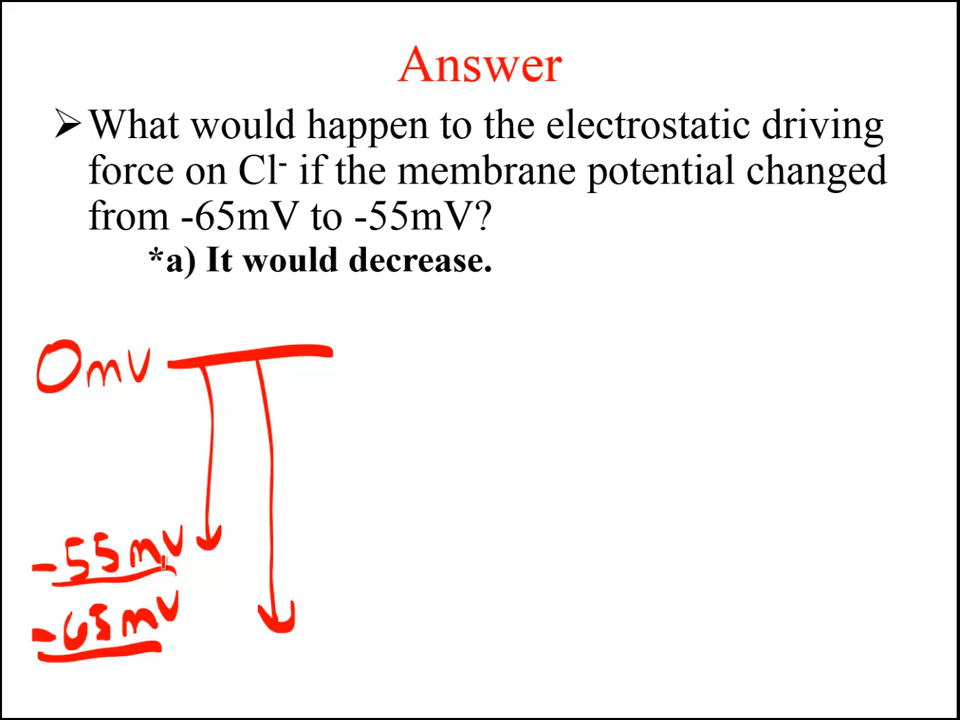 Answer
➤What would happen to the electrostatic driving
force on Cl⁻ if the membrane potential changed
from -65mV to -55mV?
*a) It would decrease.
0mV
-55mV
-65mV